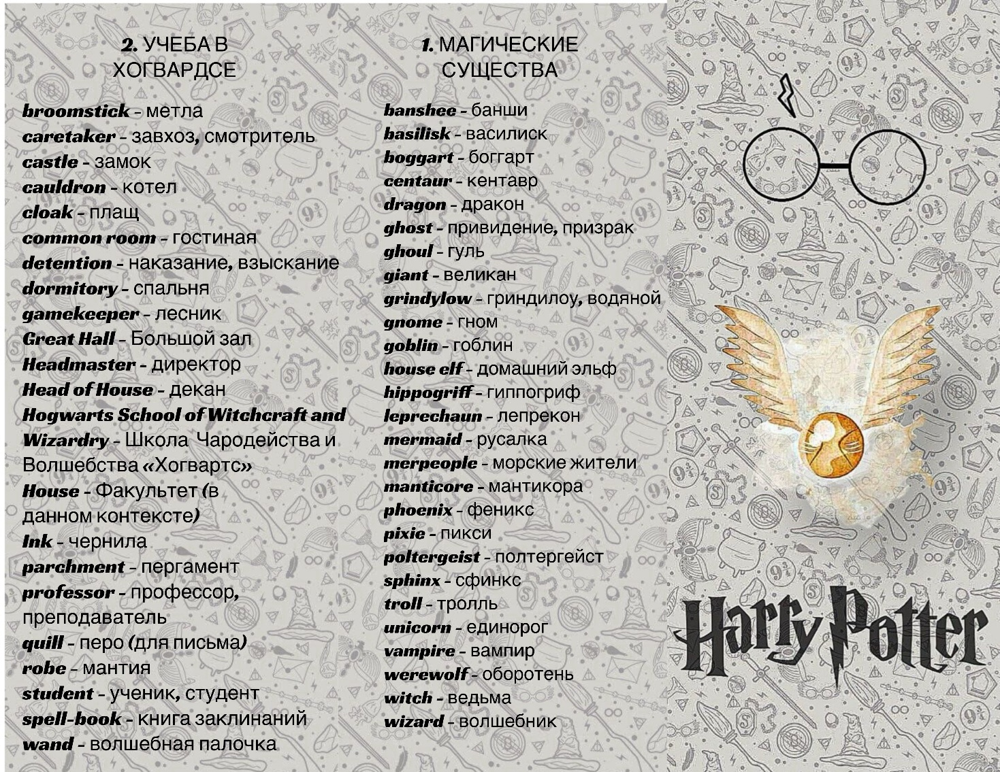 2. УЧЕБА В
ХОГВАРДСЕ
broomstick - метла
caretaker - завхоз, смотритель
castle - замок
cauldron - котел
cloak - плащ
common room - гостиная
detention - наказание, взыскание
dormitory - спальня
gamekeeper - лесник
Great Hall - Большой зал
Headmaster - директор
Head of House - декан
Hogwarts School of Witchcraft and
Wizardry - Школа Чародейства и
Волшебства «Хогвартс»
House - Факультет (в
данном контексте)
Ink - чернила
parchment - пергамент
professor - профессор,
преподаватель
quill - перо (для письма)
robe - мантия
student - ученик, студент
spell-book - книга заклинаний
wand - волшебная палочка
1. МАГИЧЕСКИЕ
СУЩЕСТВА
banshee - банши
basilisk - василиск
boggart - боггарт
centaur - кентавр
dragon - дракон
ghost - привидение, призрак
ghoul - гуль
giant - великан
grindylow - гриндилоу, водяной
gnome - гном
goblin - гоблин
house elf - домашний эльф
hippogriff - гиппогриф
leprechaun - лепрекон
mermaid - русалка
merpeople - морские жители
manticore - мантикора
phoenix - феникс
pixie - пикси
poltergeist - полтергейст
sphinx - сфинкс
troll - тролль
unicorn - единорог
vampire - вампир
werewolf - оборотень
witch - ведьма
wizard - волшебник
Harry Potter